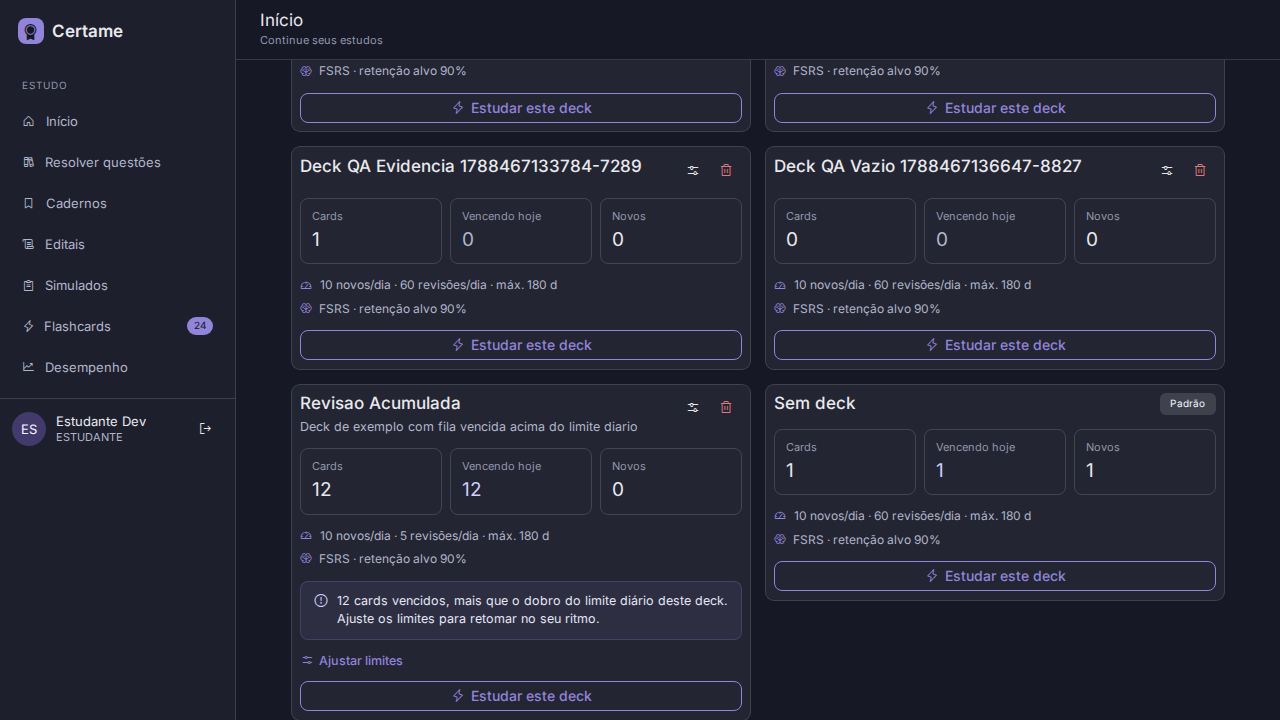 Certame
ESTUDO
Início
Resolver questões
Cadernos
Editais
Simulados
Flashcards
24
Desempenho
ES
Estudante Dev
ESTUDANTE
Início
Continue seus estudos
FSRS · retenção alvo 90%
Estudar este deck
FSRS · retenção alvo 90%
Estudar este deck
Deck QA Evidencia 1788467133784-7289
Cards
1
Vencendo hoje
0
Novos
0
10 novos/dia · 60 revisões/dia · máx. 180 d
FSRS · retenção alvo 90%
Estudar este deck
Deck QA Vazio 1788467136647-8827
Cards
0
Vencendo hoje
0
Novos
0
10 novos/dia · 60 revisões/dia · máx. 180 d
FSRS · retenção alvo 90%
Estudar este deck
Revisao Acumulada
Deck de exemplo com fila vencida acima do limite diario
Cards
12
Vencendo hoje
12
Novos
0
10 novos/dia · 5 revisões/dia · máx. 180 d
FSRS · retenção alvo 90%
12 cards vencidos, mais que o dobro do limite diário deste deck.
Ajuste os limites para retomar no seu ritmo.
Ajustar limites
Estudar este deck
Sem deck
Padrão
Cards
1
Vencendo hoje
1
Novos
1
10 novos/dia · 60 revisões/dia · máx. 180 d
FSRS · retenção alvo 90%
Estudar este deck